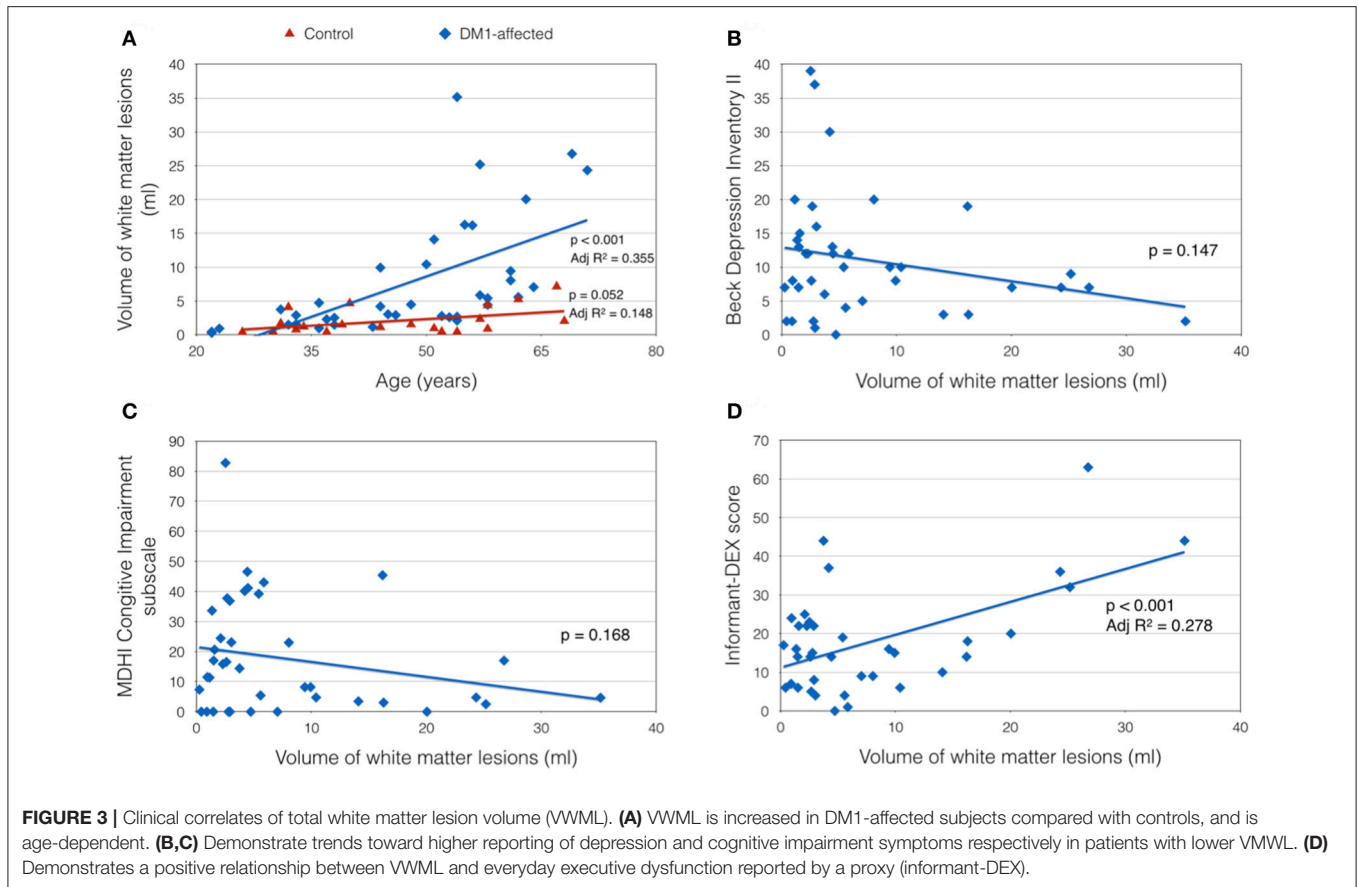 A
Control
DM1-affected
Volume of white matter lesions
(ml)
40
35
30
25
20
15
10
5
0
p < 0.001
Adj R² = 0.355
p = 0.052
Adj R² = 0.148
20
35
50
65
80
Age (years)
B
Beck Depression Inventory II
40
35
30
25
20
15
10
5
0
p = 0.147
0
10
20
30
40
Volume of white matter lesions (ml)
C
MDHI Congitive Impairment
subscale
90
80
70
60
50
40
30
20
10
0
p = 0.168
0
10
20
30
40
Volume of white matter lesions (ml)
D
Informant-DEX score
70
60
50
40
30
20
10
0
p < 0.001
Adj R² = 0.278
0
10
20
30
40
Volume of white matter lesions (ml)
FIGURE 3 | Clinical correlates of total white matter lesion volume (VWML). (A) VWML is increased in DM1-affected subjects compared with controls, and is
age-dependent. (B,C) Demonstrate trends toward higher reporting of depression and cognitive impairment symptoms respectively in patients with lower VMWL. (D)
Demonstrates a positive relationship between VWML and everyday executive dysfunction reported by a proxy (informant-DEX).